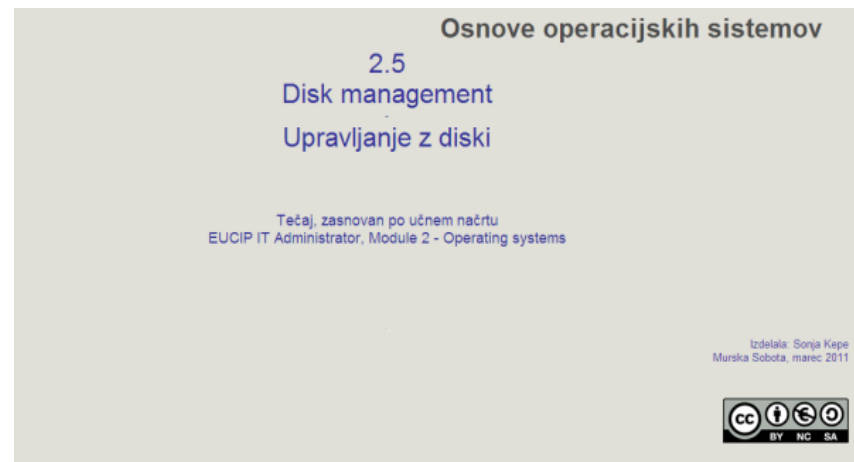 Osnove operacijskih sistemov
2.5
Disk management
-
Upravljanje z diski
Tečaj, zasnovan po učnem načrtu
EUCIP IT Administrator, Module 2 - Operating systems
Izdelala: Sonja Kepe
Murska Sobota, marec 2011
cc
BY NC SA